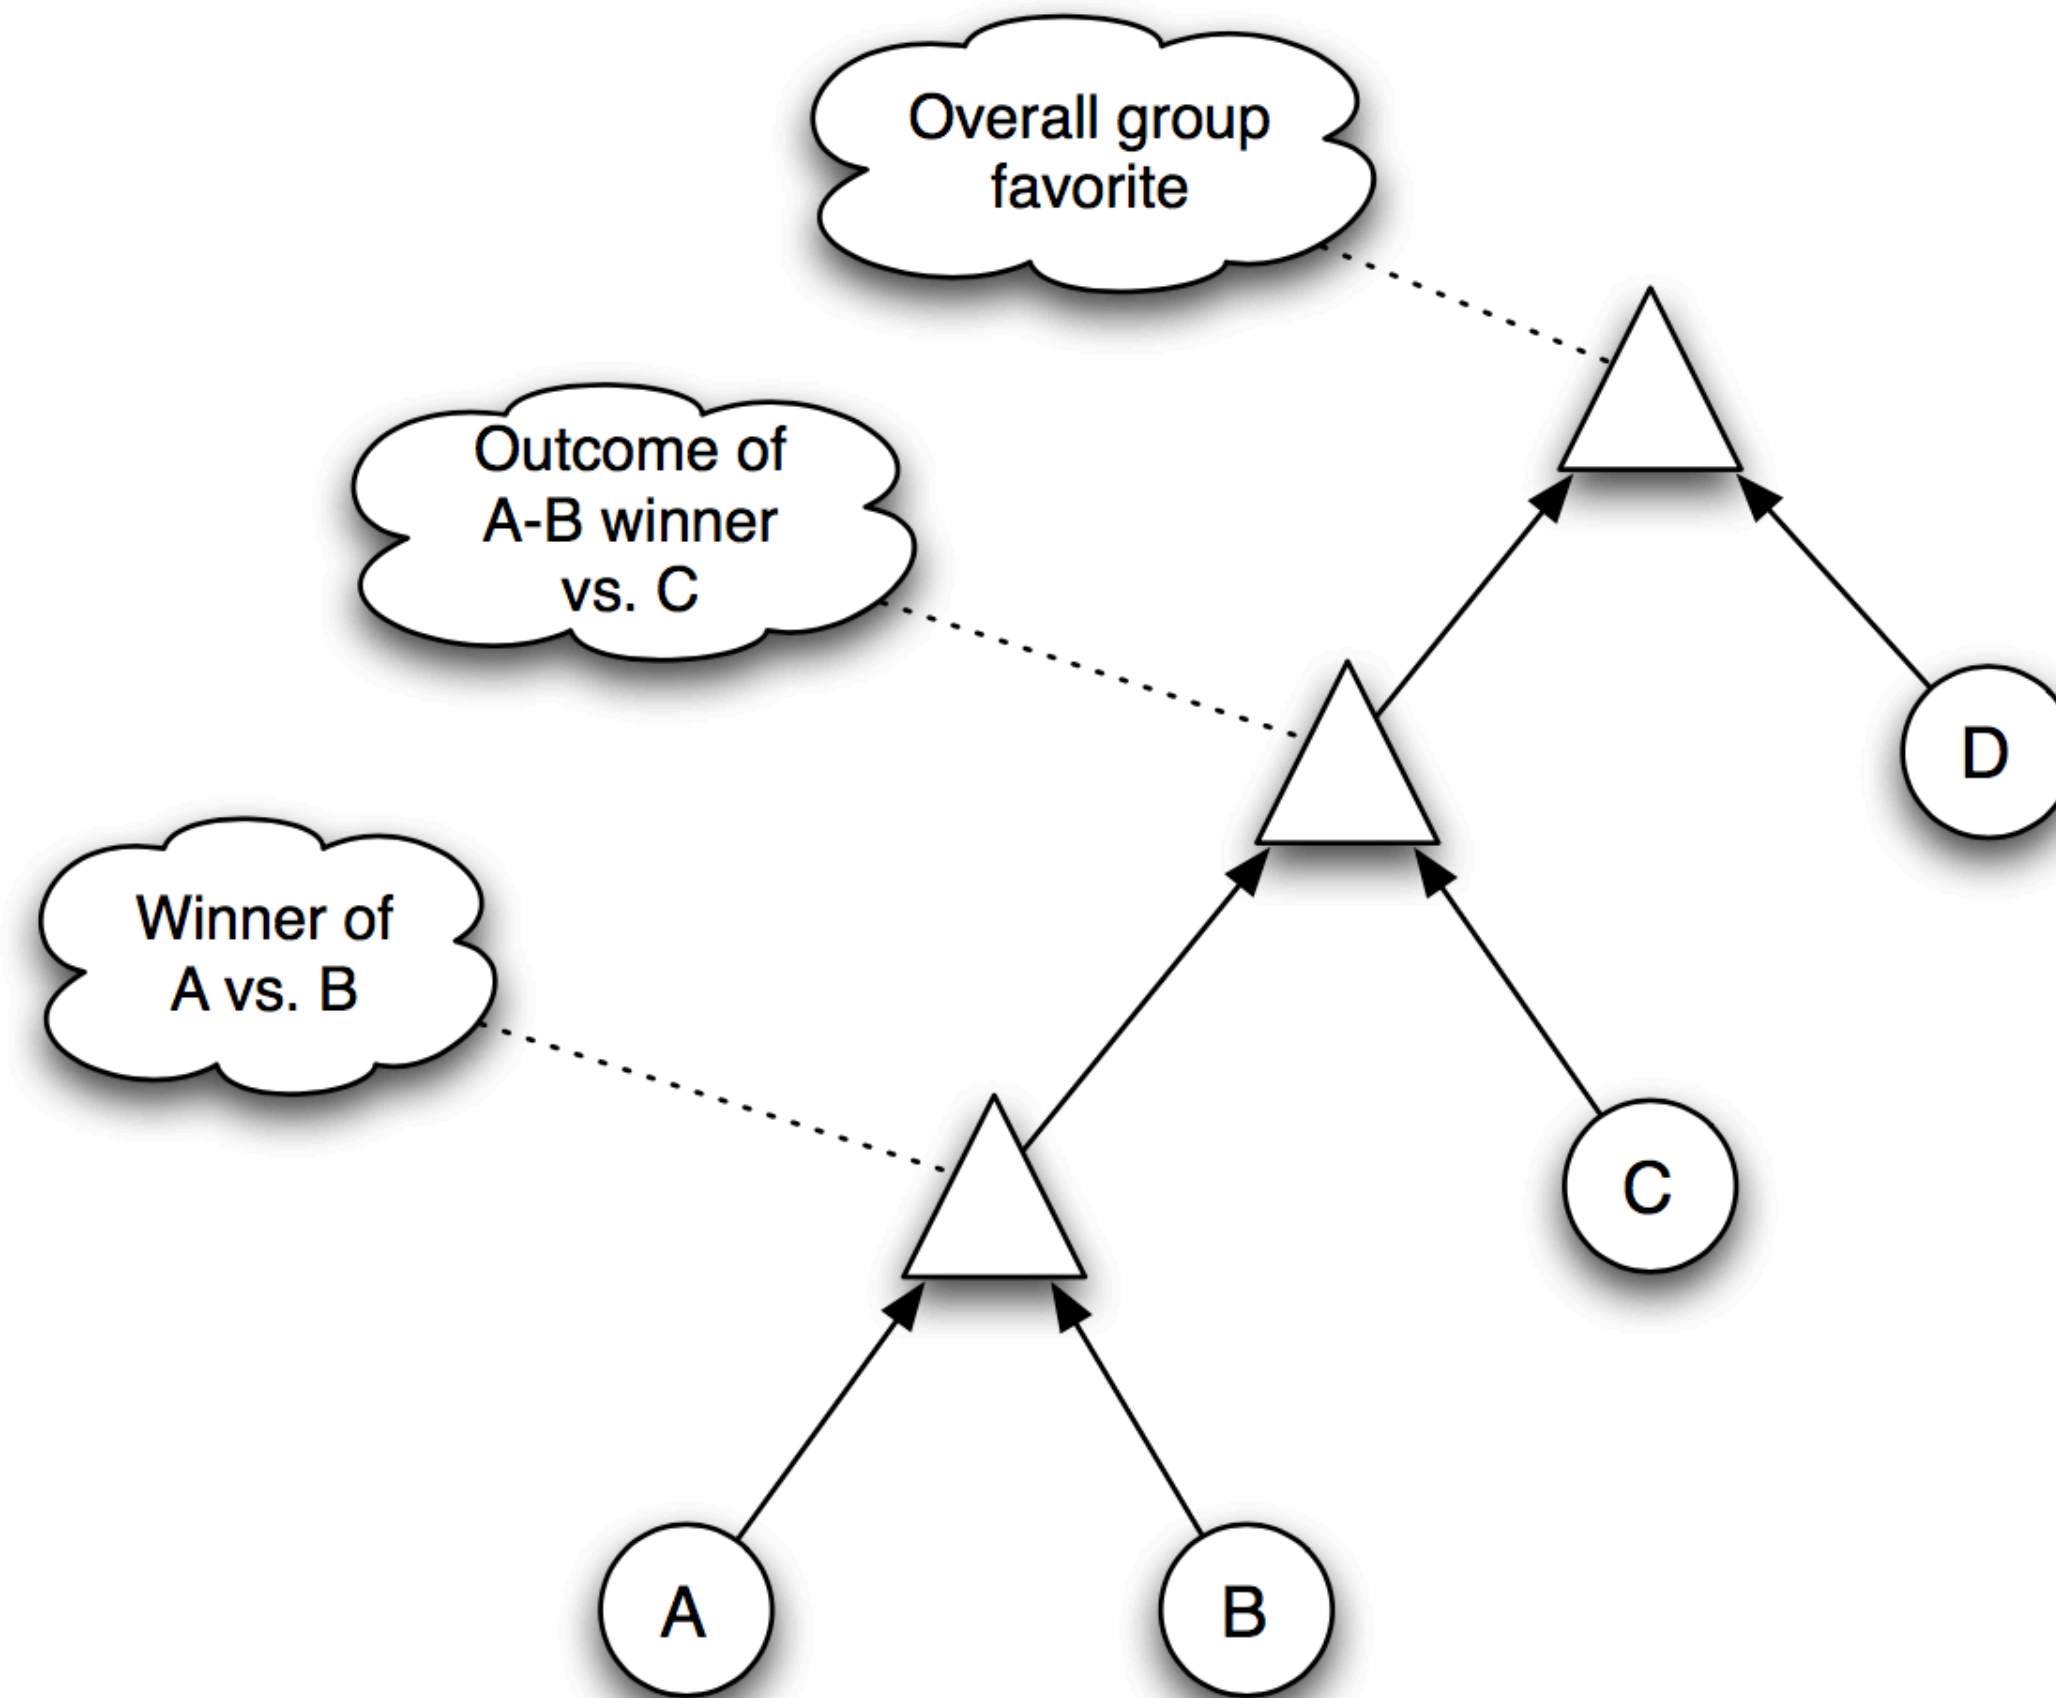 Overall group
favorite
Outcome of
A-B winner
vs. C
D
Winner of
A vs. B
C
A
B